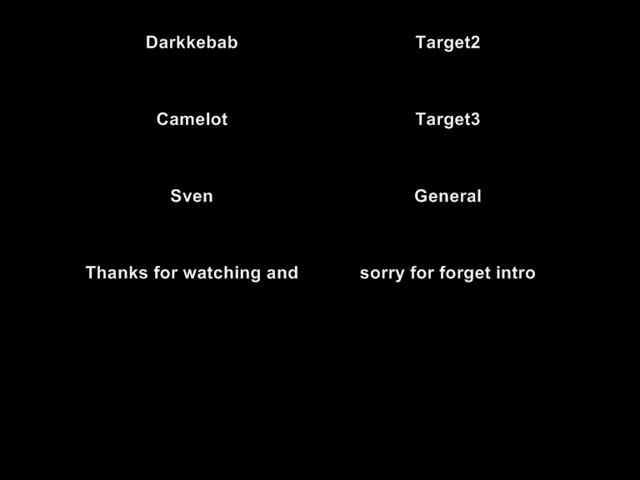 Darkkebab Target2
Camelot Target3
Sven General
Thanks for watching and sorry for forget intro